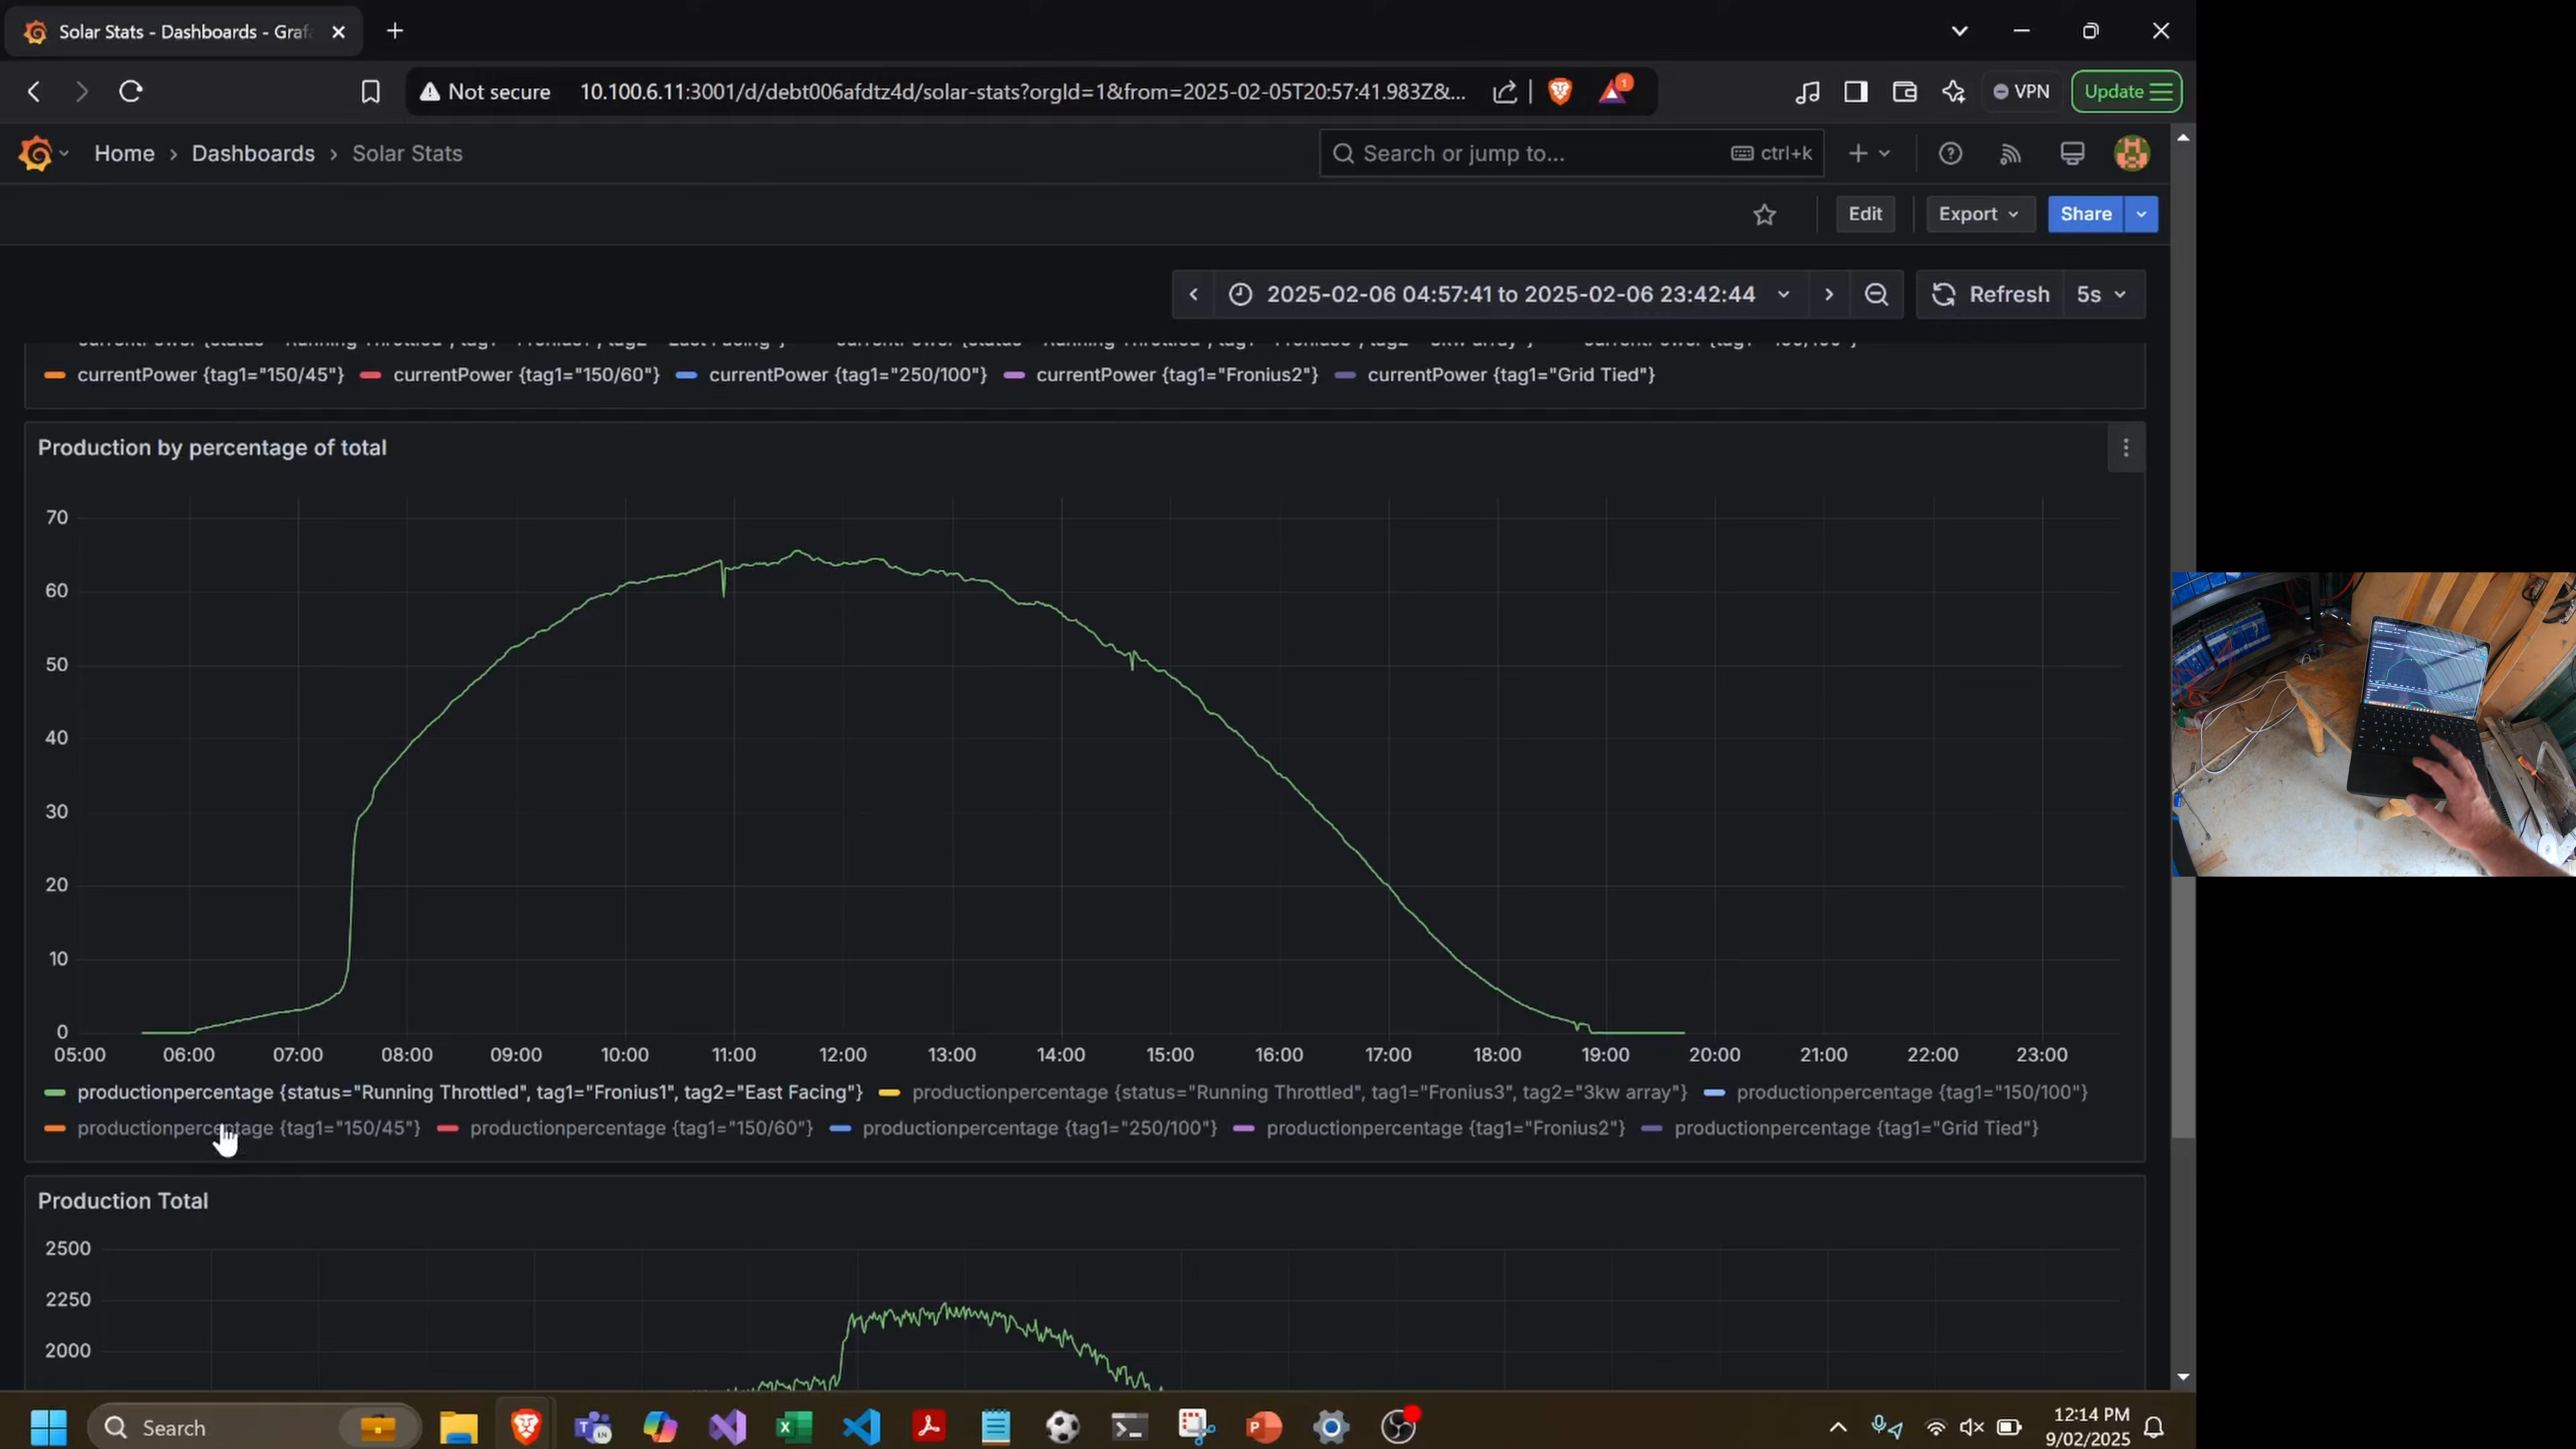 Solar Stats - Dashboards - Graf
Not secure 10.100.6.11:3001/d/debt006afdtz4d/solar-stats?orgId=1&from=2025-02-05T20:57:41.983Z&... 1 VPN Update
Home › Dashboards › Solar Stats Search or jump to... ctrl+k
Edit Export Share
2025-02-06 04:57:41 to 2025-02-06 23:42:44 Refresh 5s
currentPower {tag1="150/45"} currentPower {tag1="150/60"} currentPower {tag1="250/100"} currentPower {tag1="Fronius2"} currentPower {tag1="Grid Tied"}
Production by percentage of total
70
60
50
40
30
20
10
0
05:00 06:00 07:00 08:00 09:00 10:00 11:00 12:00 13:00 14:00 15:00 16:00 17:00 18:00 19:00 20:00 21:00 22:00 23:00
productionpercentage {status="Running Throttled", tag1="Fronius1", tag2="East Facing"} productionpercentage {status="Running Throttled", tag1="Fronius3", tag2="3kw array"} productionpercentage {tag1="150/100"}
productionpercentage {tag1="150/45"} productionpercentage {tag1="150/60"} productionpercentage {tag1="250/100"} productionpercentage {tag1="Fronius2"} productionpercentage {tag1="Grid Tied"}
Production Total
2500
2250
2000
Search
12:14 PM
9/02/2025